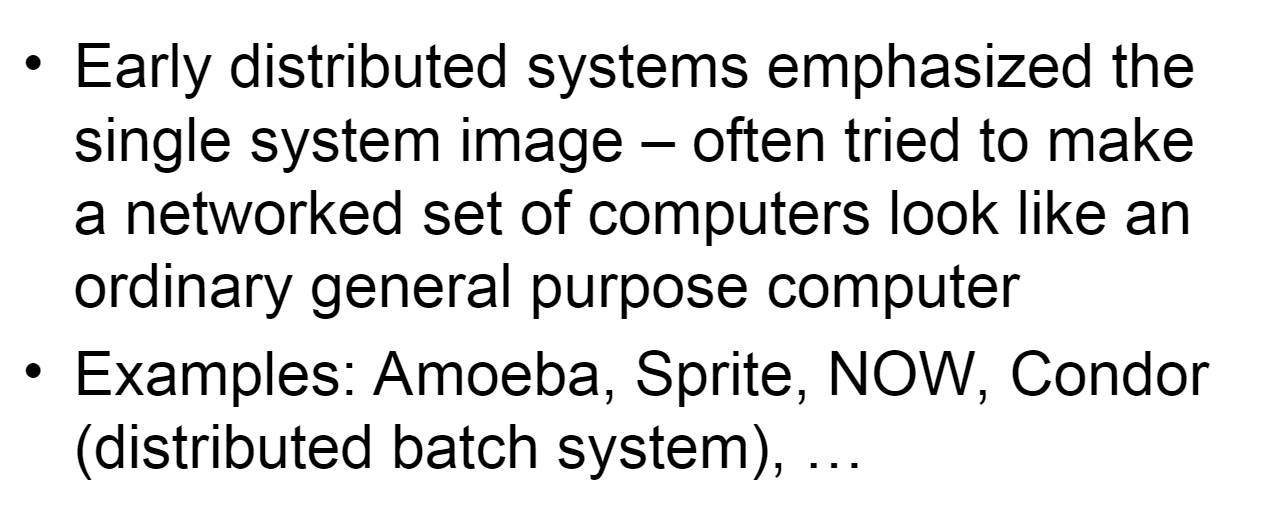 • Early distributed systems emphasized the
single system image – often tried to make
a networked set of computers look like an
ordinary general purpose computer
• Examples: Amoeba, Sprite, NOW, Condor
(distributed batch system), …